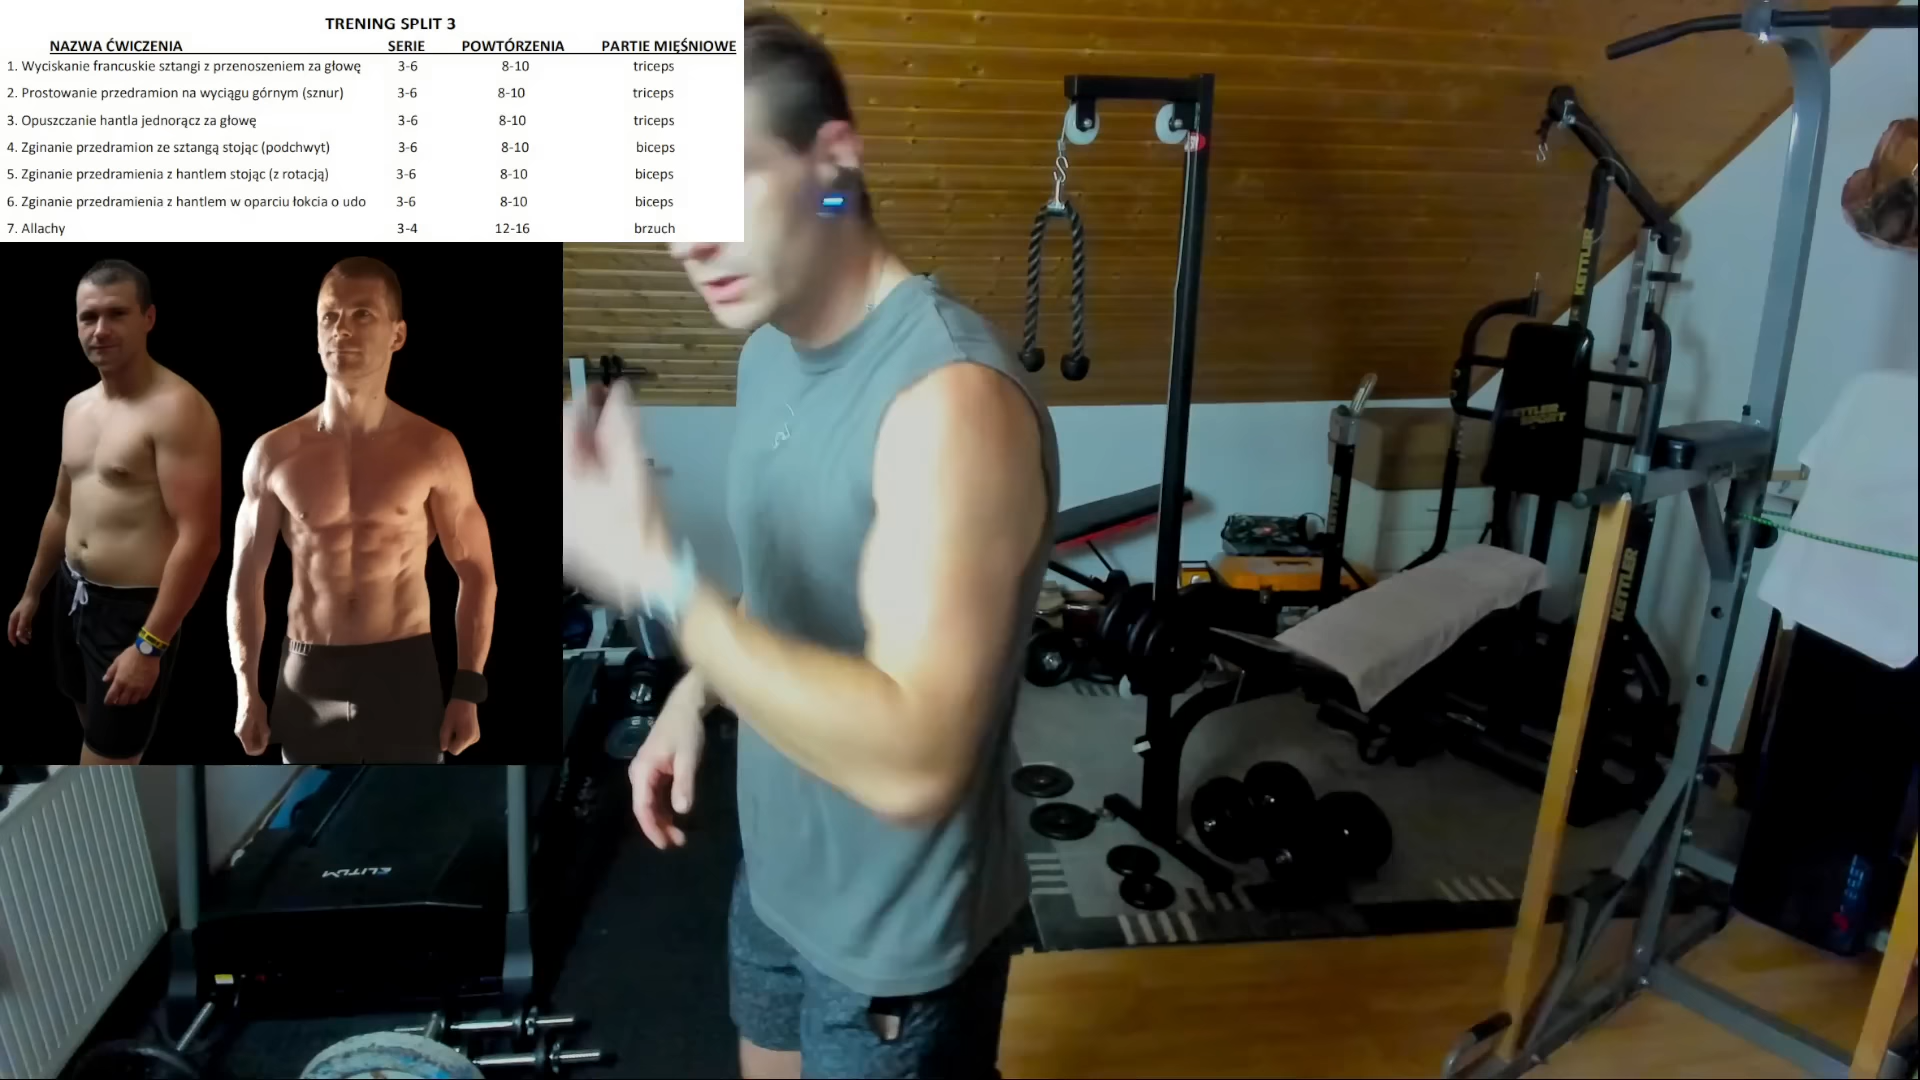 TRENING SPLIT 3
NAZWA ĆWICZENIA SERIE POWTÓRZENIA PARTIE MIĘŚNIOWE
1. Wyciskanie francuskie sztangi z przenoszeniem za głowę 3-6 8-10 triceps
2. Prostowanie przedramion na wyciągu górnym (sznur) 3-6 8-10 triceps
3. Opuszczanie hantla jednorącz za głowę 3-6 8-10 triceps
4. Zginanie przedramion ze sztangą stojąc (podchwyt) 3-6 8-10 biceps
5. Zginanie przedramienia z hantlem stojąc (z rotacją) 3-6 8-10 biceps
6. Zginanie przedramienia z hantlem w oparciu łokcia o udo 3-6 8-10 biceps
7. Allachy 3-4 12-16 brzuch
KETTLER
KETTLER
SPORT
KETTLER
KETTLER
ELITUM